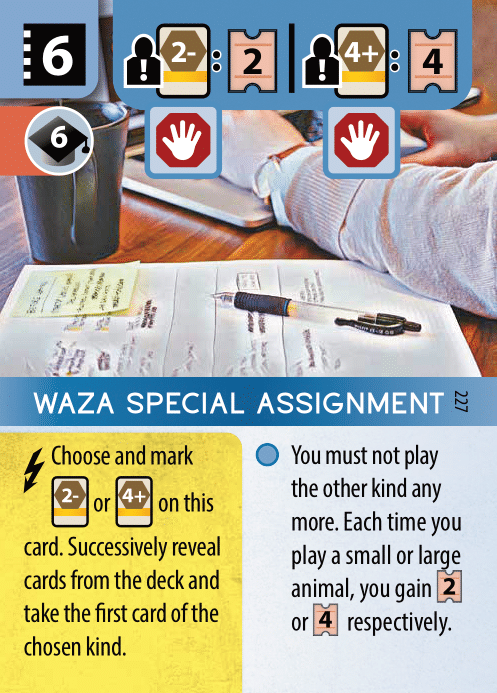 6 2- : 2 4+ : 4
6
WAZA SPECIAL ASSIGNMENT 227
Choose and mark
2- or 4+ on this
card. Successively reveal
cards from the deck and
take the first card of the
chosen kind.
You must not play
the other kind any
more. Each time you
play a small or large
animal, you gain 2
or 4 respectively.